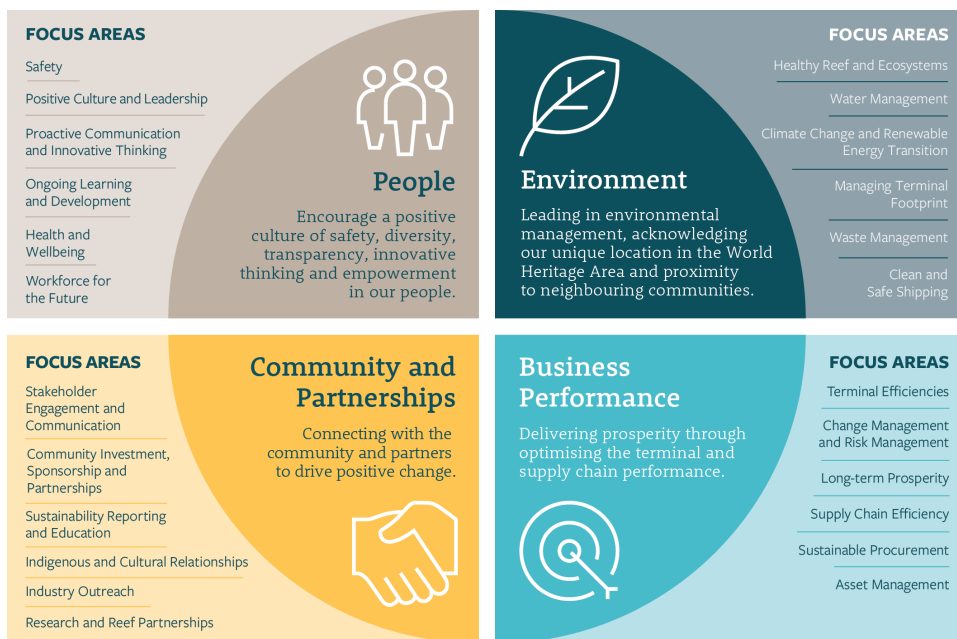 FOCUS AREAS
Safety
Positive Culture and Leadership
Proactive Communication
and Innovative Thinking
Ongoing Learning
and Development
Health and
Wellbeing
Workforce for
the Future
People
Encourage a positive
culture of safety, diversity,
transparency, innovative
thinking and empowerment
in our people.
Environment
Leading in environmental
management, acknowledging
our unique location in the World
Heritage Area and proximity
to neighbouring communities.
FOCUS AREAS
Healthy Reef and Ecosystems
Water Management
Climate Change and Renewable
Energy Transition
Managing Terminal
Footprint
Waste Management
Clean and
Safe Shipping
FOCUS AREAS
Stakeholder
Engagement and
Communication
Community Investment,
Sponsorship and
Partnerships
Sustainability Reporting
and Education
Indigenous and Cultural Relationships
Industry Outreach
Research and Reef Partnerships
Community and
Partnerships
Connecting with the
community and partners
to drive positive change.
Business
Performance
Delivering prosperity through
optimising the terminal and
supply chain performance.
FOCUS AREAS
Terminal Efficiencies
Change Management
and Risk Management
Long-term Prosperity
Supply Chain Efficiency
Sustainable Procurement
Asset Management